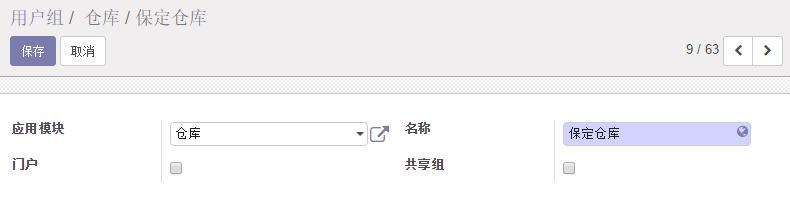 用户组 / 仓库 / 保定仓库
保存 取消 9 / 63
应用模块 仓库 名称 保定仓库
门户 共享组